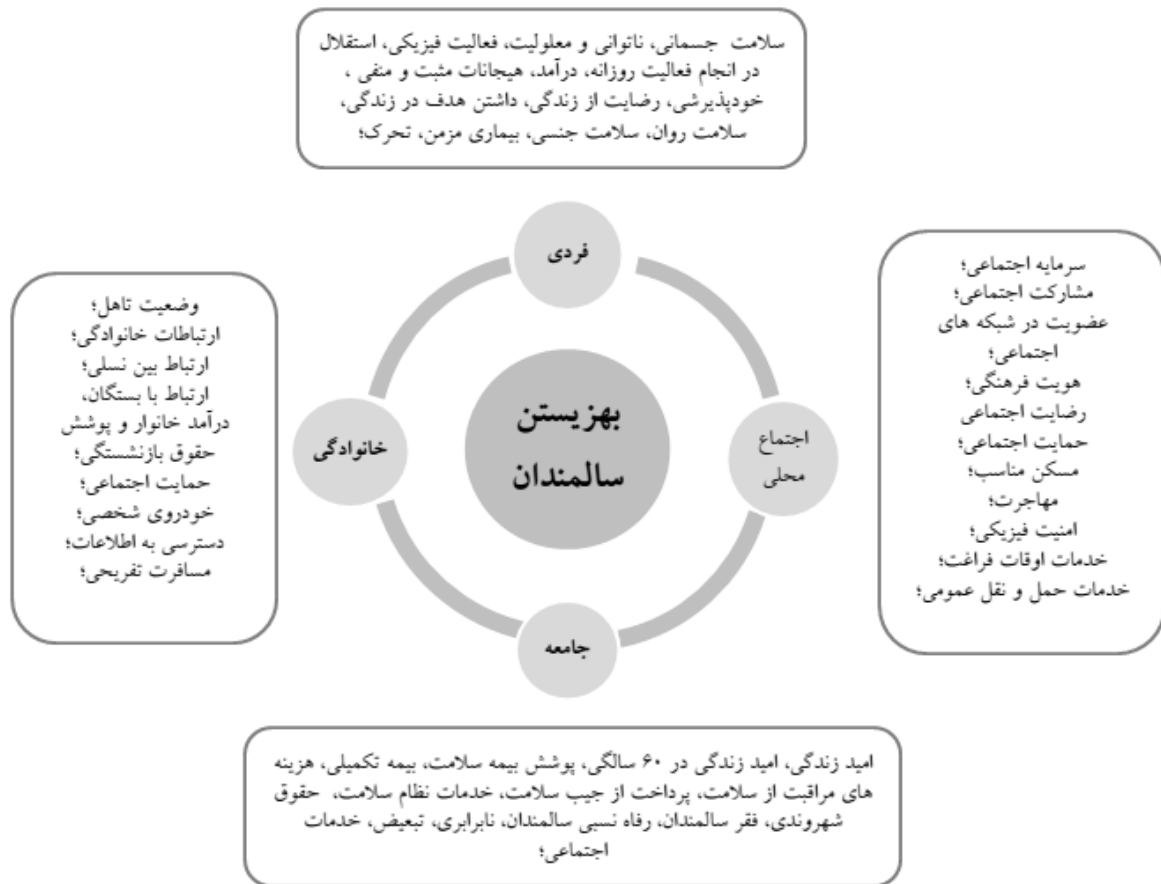 سلامت جسمانی، ناتوانی و معلولیت، فعالیت فیزیکی، استقلال
در انجام فعالیت روزانه، درآمد، هیجانات مثبت و منفی ،
خودپذیرشی، رضایت از زندگی، داشتن هدف در زندگی،
سلامت روان، سلامت جنسی، بیماری مزمن، تحرک؛
فردی
سرمایه اجتماعی؛
مشارکت اجتماعی؛
عضویت در شبکه های
اجتماعی؛
هویت فرهنگی؛
رضایت اجتماعی
حمایت اجتماعی؛
مسکن مناسب؛
مهاجرت؛
امنیت فیزیکی؛
خدمات اوقات فراغت؛
خدمات حمل و نقل عمومی؛
اجتماع
محلی
بهزیستن
سالمندان
خانوادگی
وضعیت تاهل؛
ارتباطات خانوادگی؛
ارتباط بین نسلی؛
ارتباط با بستگان،
درآمد خانوار و پوشش
حقوق بازنشستگی؛
حمایت اجتماعی؛
خودروی شخصی؛
دسترسی به اطلاعات؛
مسافرت تفریحی؛
جامعه
امید زندگی، امید زندگی در ۶۰ سالگی، پوشش بیمه سلامت، بیمه تکمیلی، هزینه
های مراقبت از سلامت، پرداخت از جیب سلامت، خدمات نظام سلامت، حقوق
شهروندی، فقر سالمندان، رفاه نسبی سالمندان، نابرابری، تبعیض، خدمات
اجتماعی؛